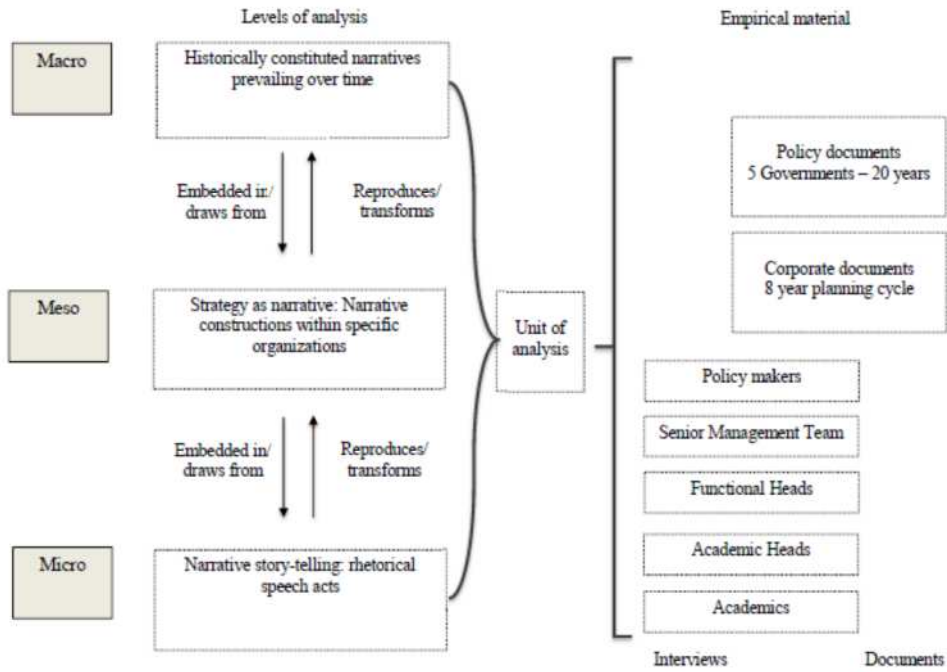 Levels of analysis
Empirical material
Macro
Historically constituted narratives
prevailing over time
Policy documents
5 Governments – 20 years
Embedded in/
draws from
Reproduces/
transforms
Corporate documents
8 year planning cycle
Meso
Strategy as narrative: Narrative
constructions within specific
organizations
Unit of
analysis
Policy makers
Senior Management Team
Embedded in/
draws from
Reproduces/
transforms
Functional Heads
Academic Heads
Micro
Narrative story-telling: rhetorical
speech acts
Academics
Interviews
Documents